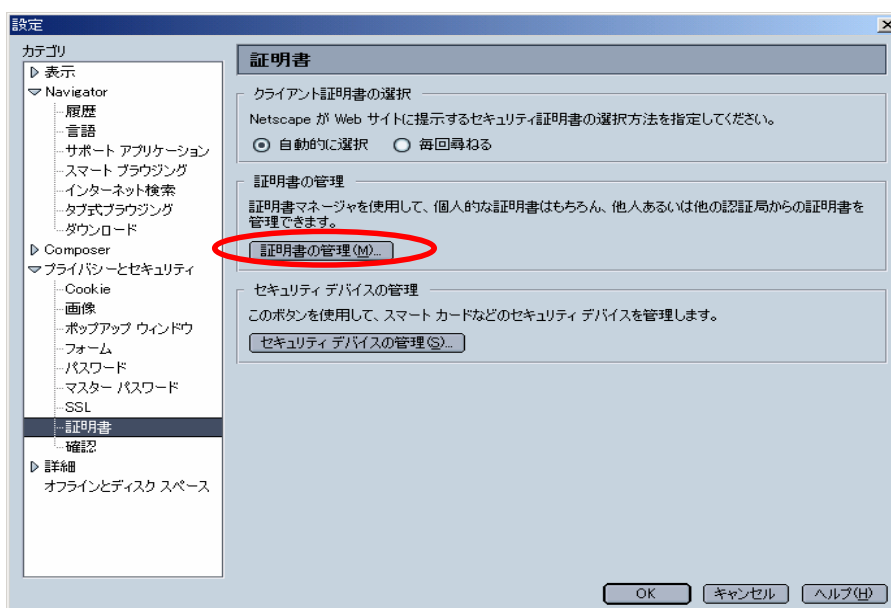 設定
カテゴリ
表示
Navigator
履歴
言語
サポート アプリケーション
スマート ブラウジング
インターネット検索
タブ式ブラウジング
ダウンロード
Composer
プライバシーとセキュリティ
Cookie
画像
ポップアップ ウィンドウ
フォーム
パスワード
マスター パスワード
SSL
証明書
確認
詳細
オフラインとディスク スペース
証明書
クライアント証明書の選択
Netscape が Web サイトに提示するセキュリティ証明書の選択方法を指定してください。
自動的に選択 毎回尋ねる
証明書の管理
証明書マネージャを使用して、個人的な証明書はもちろん、他人あるいは他の認証局からの証明書を
管理できます。
証明書の管理(M)...
セキュリティ デバイスの管理
このボタンを使用して、スマート カードなどのセキュリティ デバイスを管理します。
セキュリティ デバイスの管理(S)...
OK キャンセル ヘルプ(H)